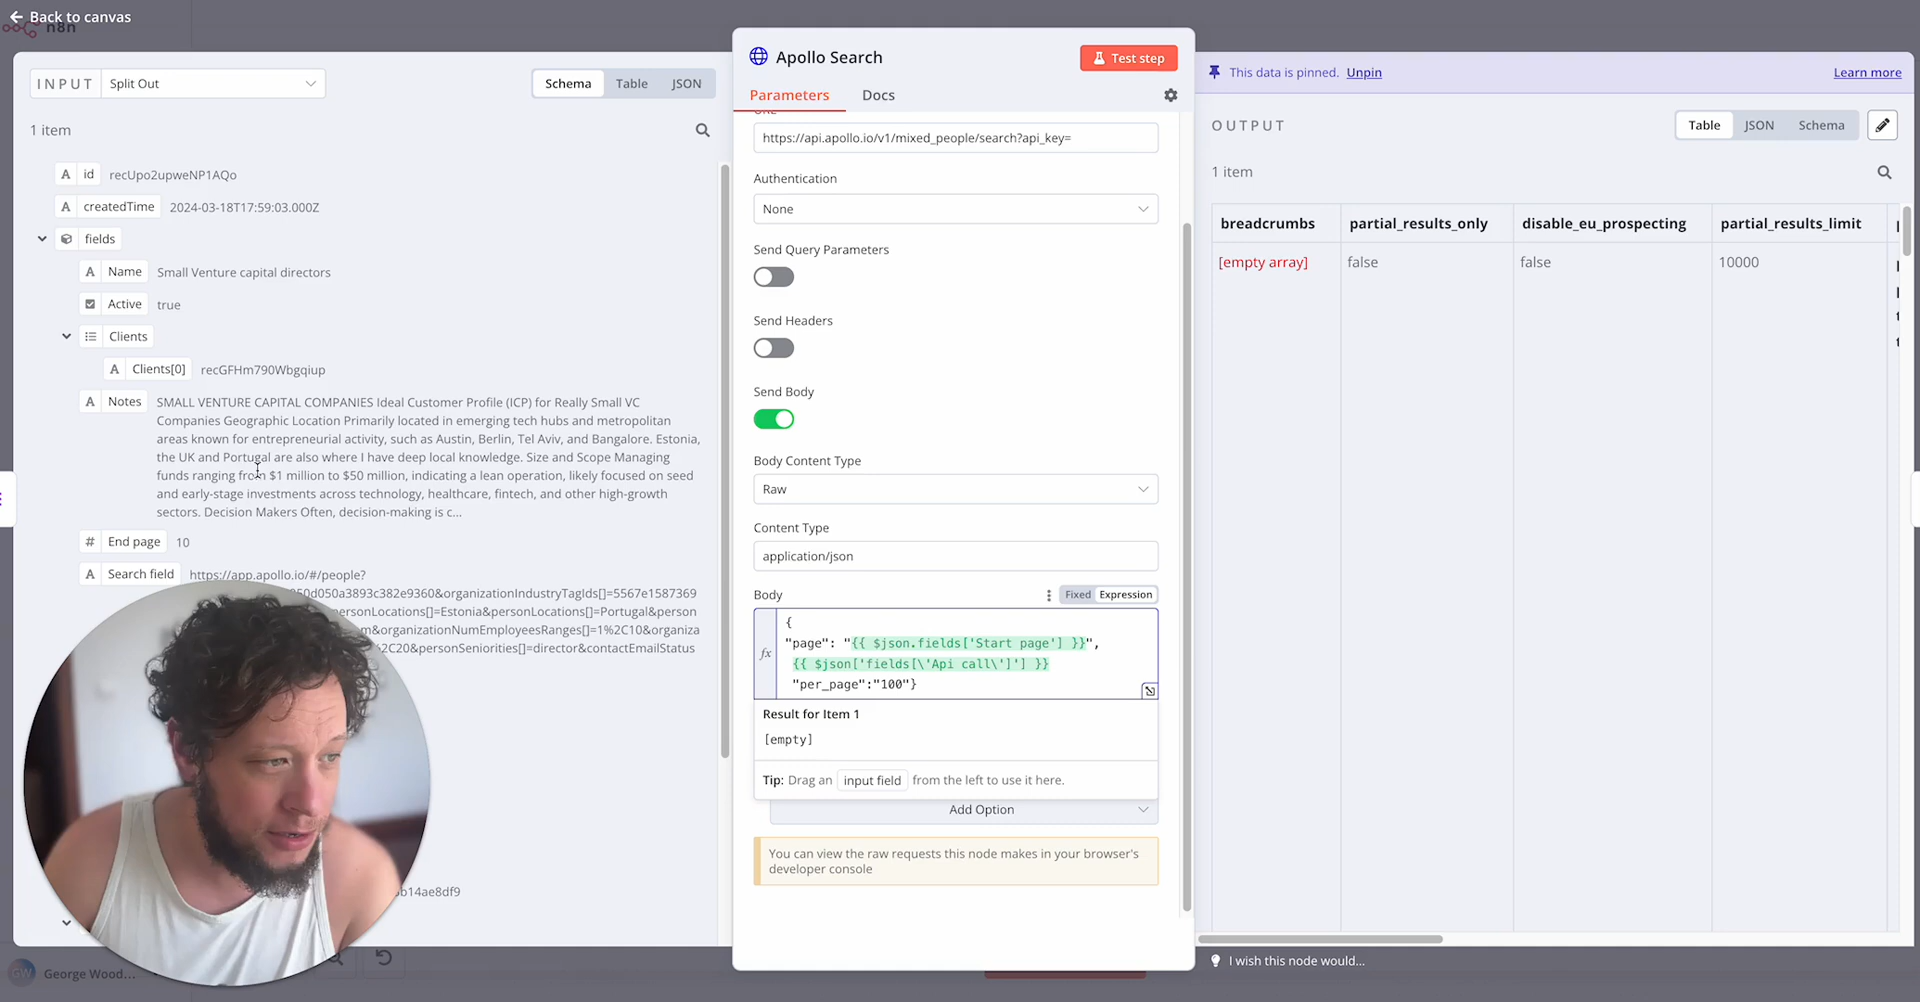 Back to canvas
n8n
INPUT
Split Out
Schema
Table
JSON
1 item
A id recUpo2upweNP1AQo
A createdTime 2024-03-18T17:59:03.000Z
fields
A Name Small Venture capital directors
Active true
Clients
A Clients[0] recGFHm790Wbgqiup
A Notes SMALL VENTURE CAPITAL COMPANIES Ideal Customer Profile (ICP) for Really Small VC
Companies Geographic Location Primarily located in emerging tech hubs and metropolitan
areas known for entrepreneurial activity, such as Austin, Berlin, Tel Aviv, and Bangalore. Estonia,
the UK and Portugal are also where I have deep local knowledge. Size and Scope Managing
funds ranging from $1 million to $50 million, indicating a lean operation, likely focused on seed
and early-stage investments across technology, healthcare, fintech, and other high-growth
sectors. Decision Makers Often, decision-making is c...
# End page 10
A Search field https://app.apollo.io/#/people?
50d050a3893c382e9360&organizationIndustryTagIds[]=5567e1587369
ersonLocations[]=Estonia&personLocations[]=Portugal&person
m&organizationNumEmployeesRanges[]=1%2C10&organiza
2C20&personSeniorities[]=director&contactEmailStatus
b14ae8df9
GW George Wood...
Apollo Search
Test step
Parameters
Docs
https://api.apollo.io/v1/mixed_people/search?api_key=
Authentication
None
Send Query Parameters
Send Headers
Send Body
Body Content Type
Raw
Content Type
application/json
Body
Fixed
Expression
fx
{
"page": "{{ $json.fields['Start page'] }}",
{{ $json['fields[\'Api call\']'] }}
"per_page":"100"}
Result for Item 1
[empty]
Tip: Drag an input field from the left to use it here.
Add Option
You can view the raw requests this node makes in your browser's
developer console
This data is pinned. Unpin
Learn more
OUTPUT
Table
JSON
Schema
1 item
breadcrumbs partial_results_only disable_eu_prospecting partial_results_limit
[empty array] false false 10000
I wish this node would...